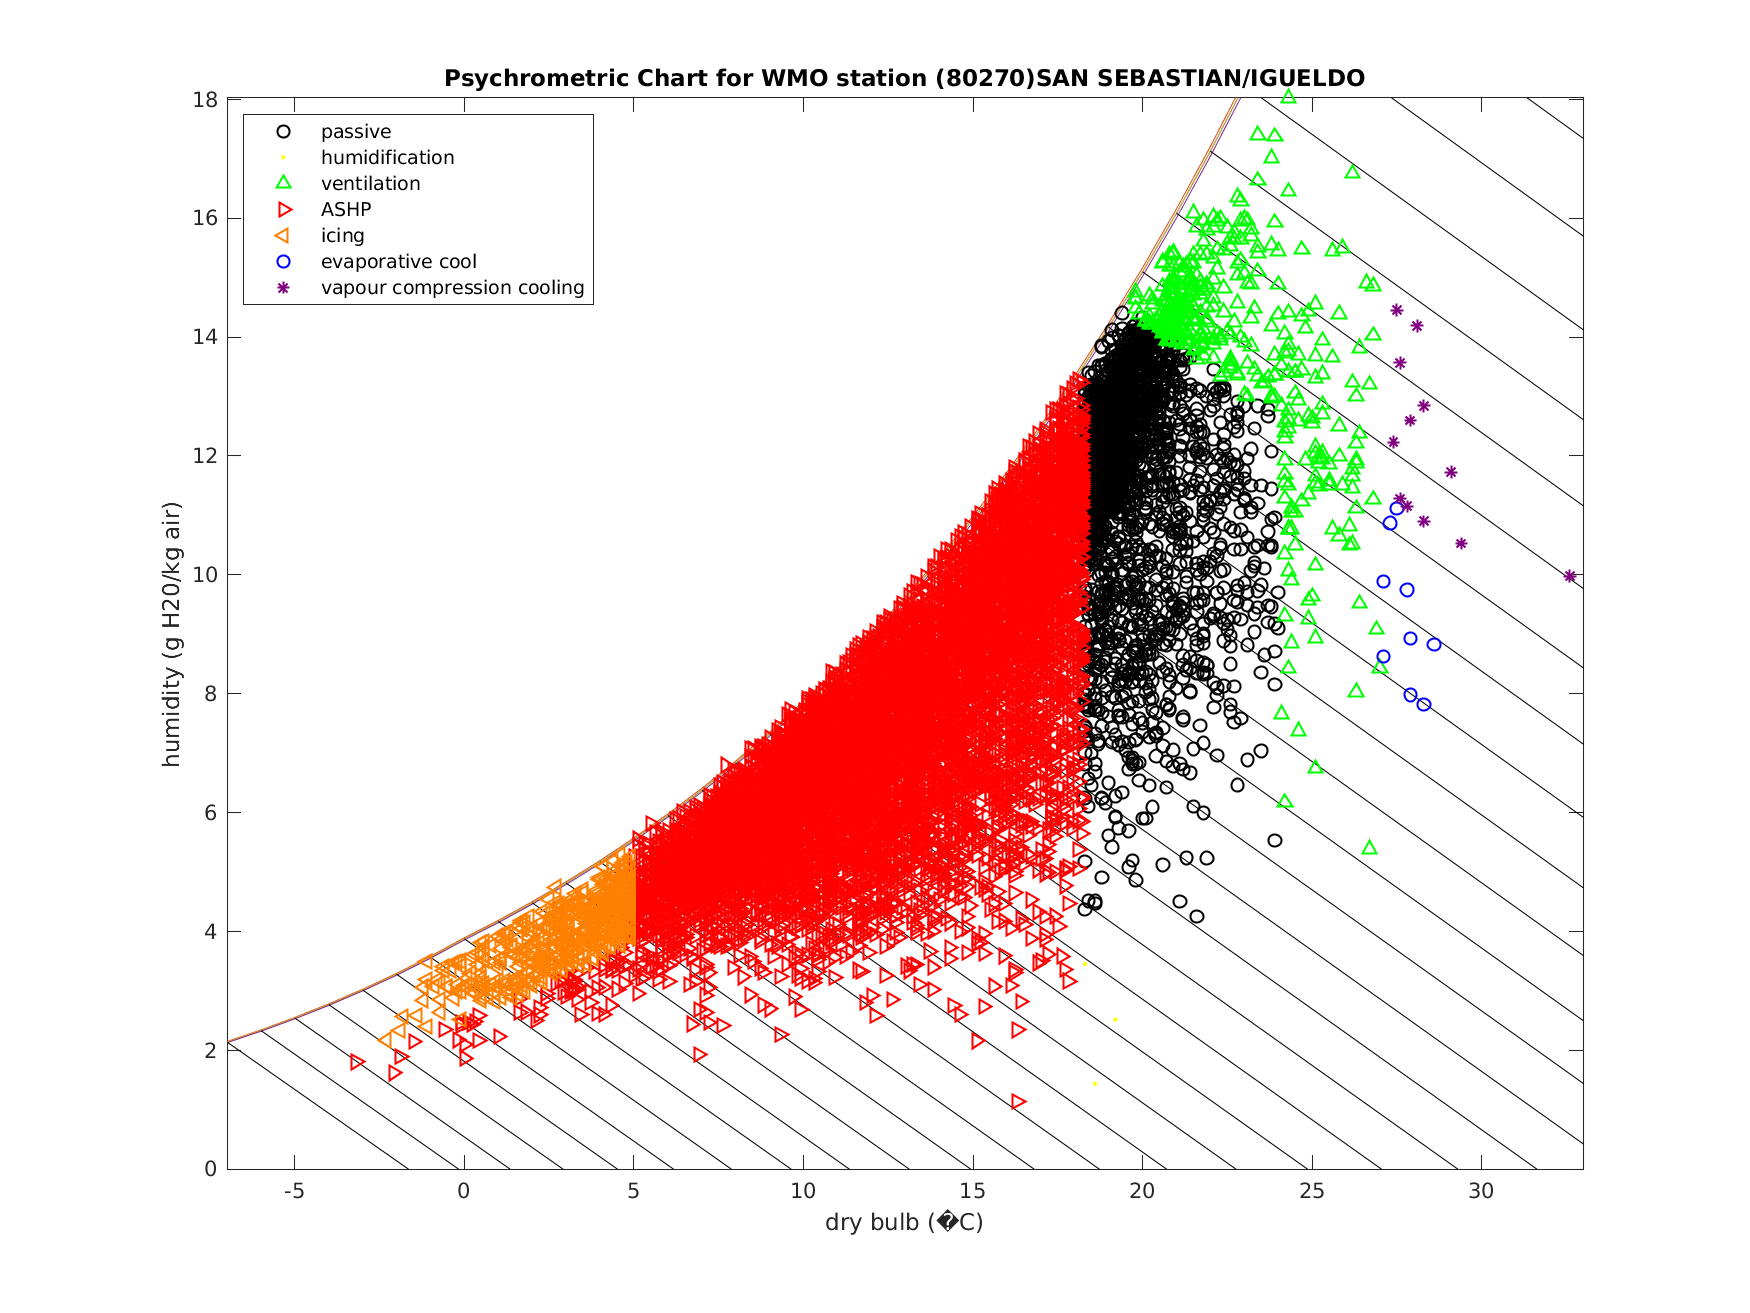 Psychrometric Chart for WMO station (80270)SAN SEBASTIAN/IGUELDO
passive
humidification
ventilation
ASHP
icing
evaporative cool
vapour compression cooling
humidity (g H20/kg air)
18
16
14
12
10
8
6
4
2
0
-5
0
5
10
15
20
25
30
dry bulb (�C)